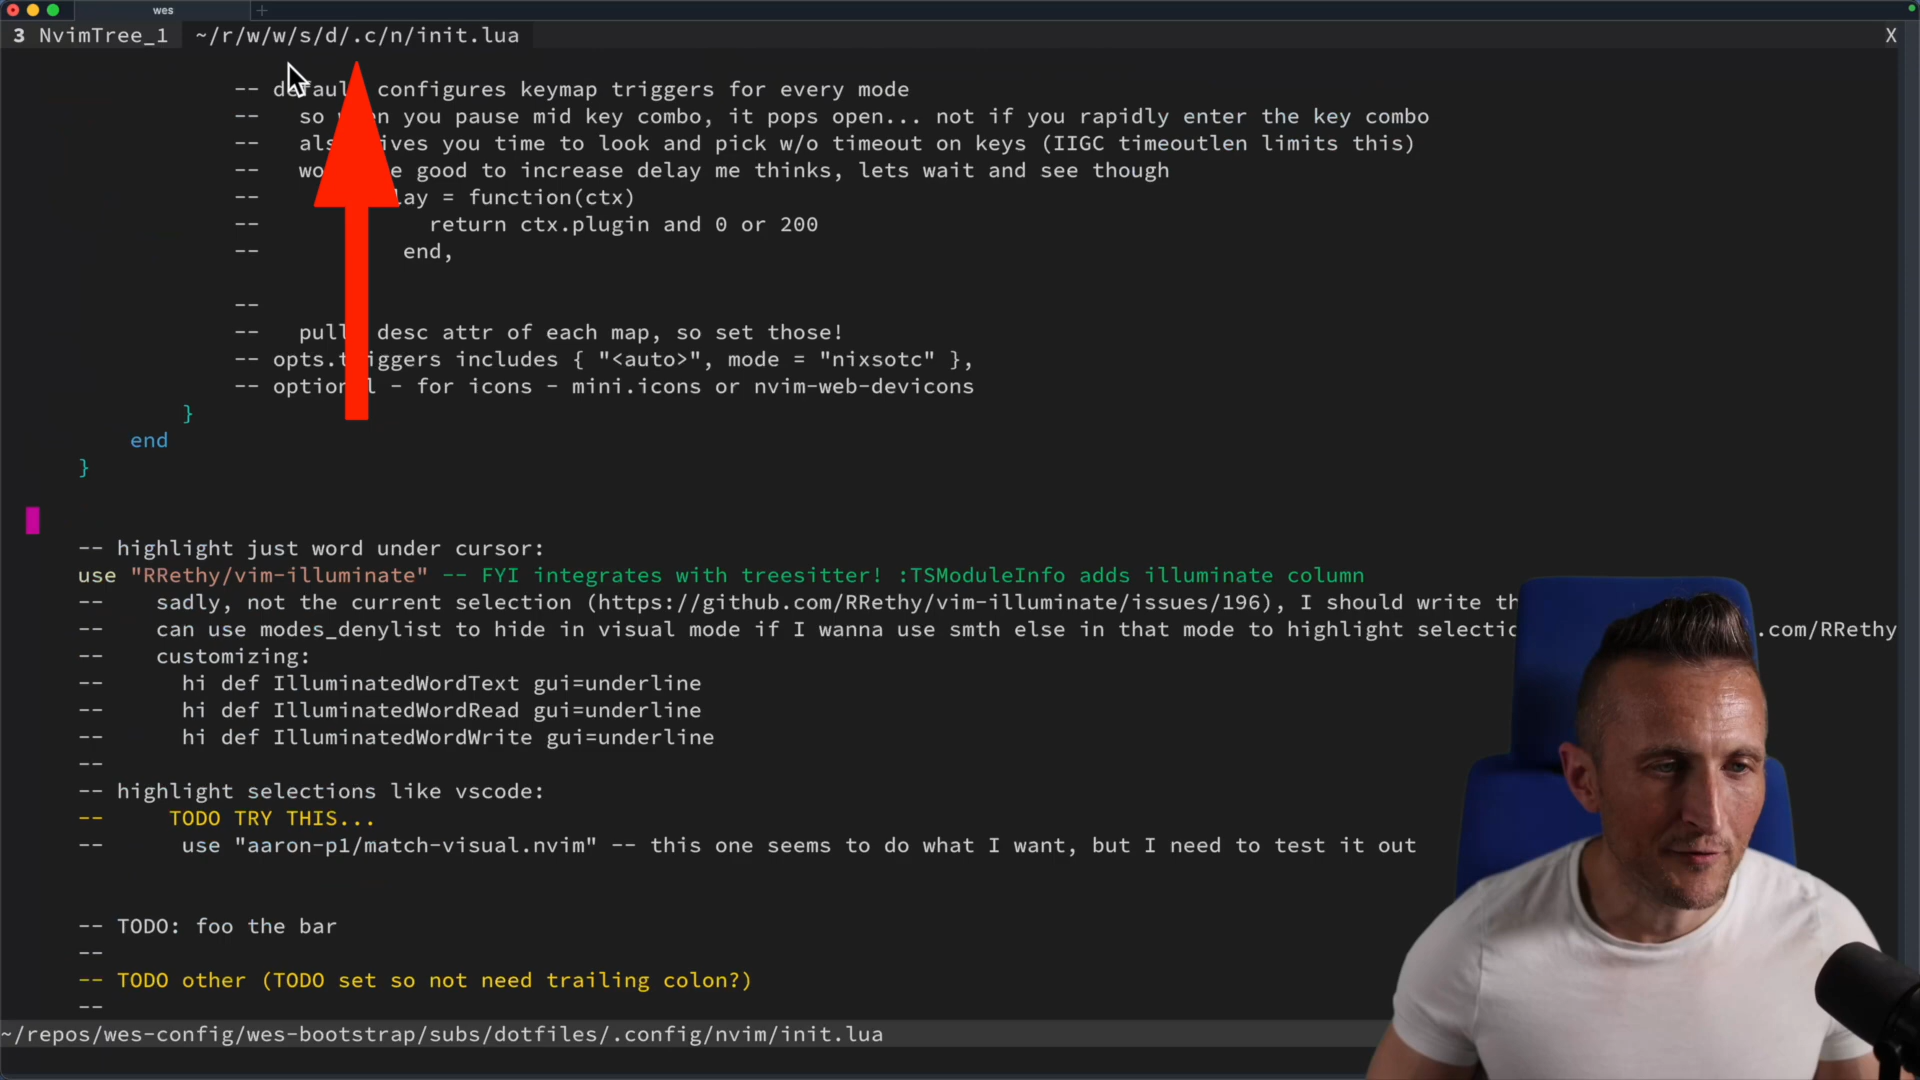 wes
3 NvimTree_1 ~/r/w/w/s/d/.c/n/init.lua X
-- configures keymap triggers for every mode
-- so you pause mid key combo, it pops open... not if you rapidly enter the key combo
-- you time to look and pick w/o timeout on keys (IIGC timeoutlen limits this)
-- good to increase delay me thinks, lets wait and see though
-- = function(ctx)
-- return ctx.plugin and 0 or 200
-- end,
--
-- desc attr of each map, so set those!
-- includes { "<auto>", mode = "nixsotc" },
-- - for icons - mini.icons or nvim-web-devicons
}
end
}
-- highlight just word under cursor:
use "RRethy/vim-illuminate" -- FYI integrates with treesitter! :TSModuleInfo adds illuminate column
-- sadly, not the current selection (https://github.com/RRethy/vim-illuminate/issues/196), I should write
-- can use modes_denylist to hide in visual mode if I wanna use smth else in that mode to highlight .com/RRethy
-- customizing:
-- hi def IlluminatedWordText gui=underline
-- hi def IlluminatedWordRead gui=underline
-- hi def IlluminatedWordWrite gui=underline
--
-- highlight selections like vscode:
-- TODO TRY THIS...
-- use "aaron-p1/match-visual.nvim" -- this one seems to do what I want, but I need to test it out
-- TODO: foo the bar
--
-- TODO other (TODO set so not need trailing colon?)
--
~/repos/wes-config/wes-bootstrap/subs/dotfiles/.config/nvim/init.lua